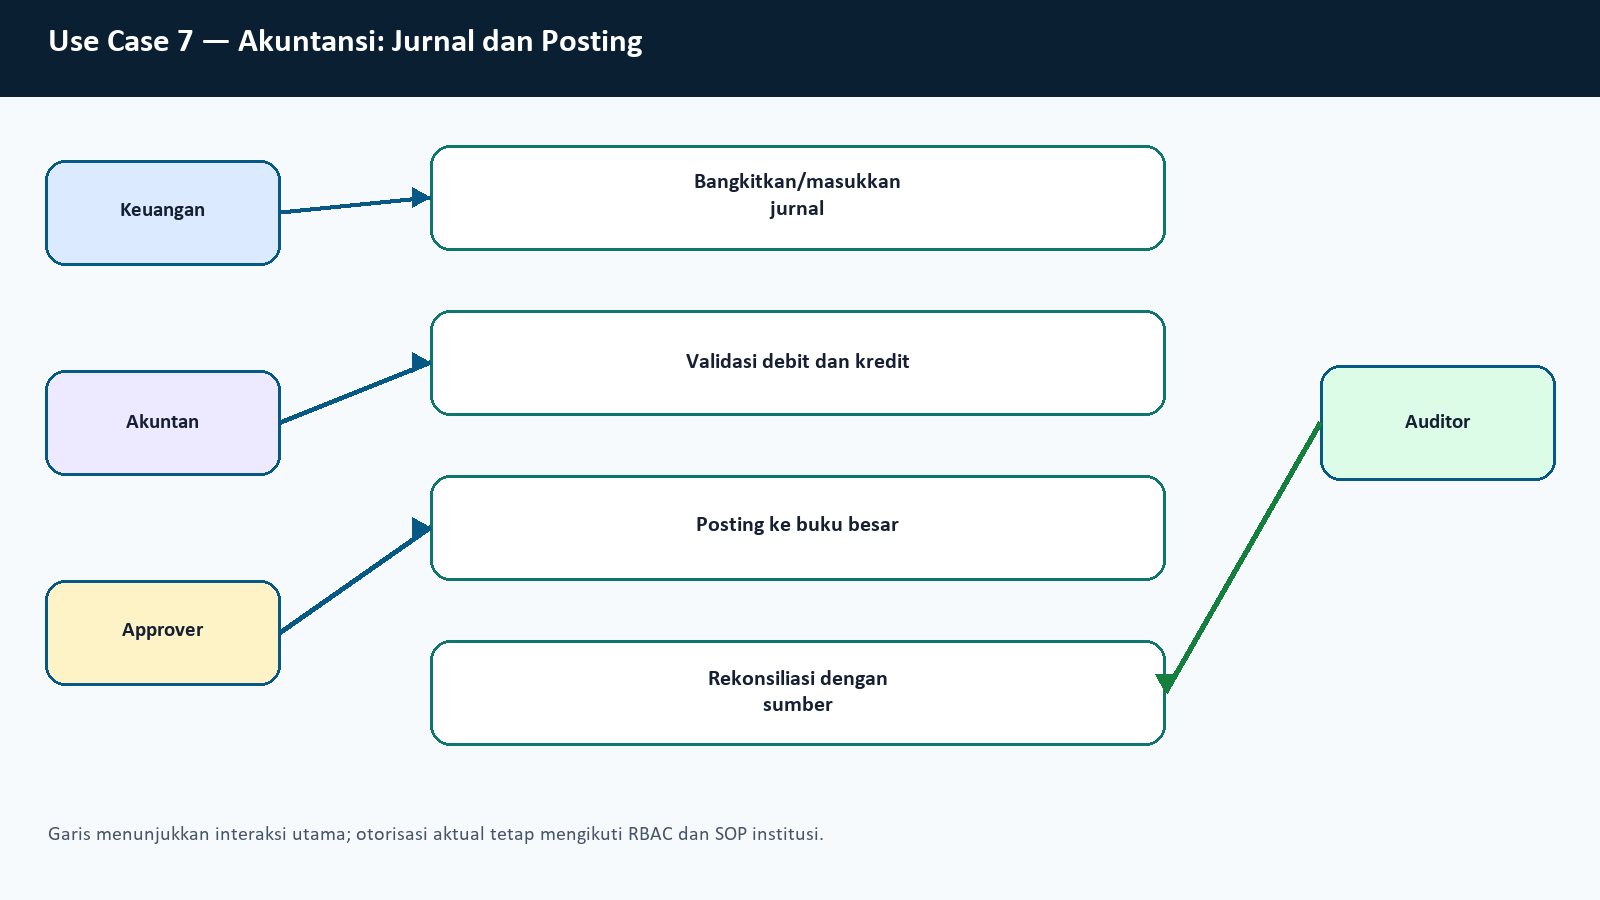 Use Case 7 — Akuntansi: Jurnal dan Posting
Keuangan
Bangkitkan/masukkan
jurnal
Akuntan
Validasi debit dan kredit
Auditor
Approver
Posting ke buku besar
Rekonsiliasi dengan
sumber
Garis menunjukkan interaksi utama; otorisasi aktual tetap mengikuti RBAC dan SOP institusi.